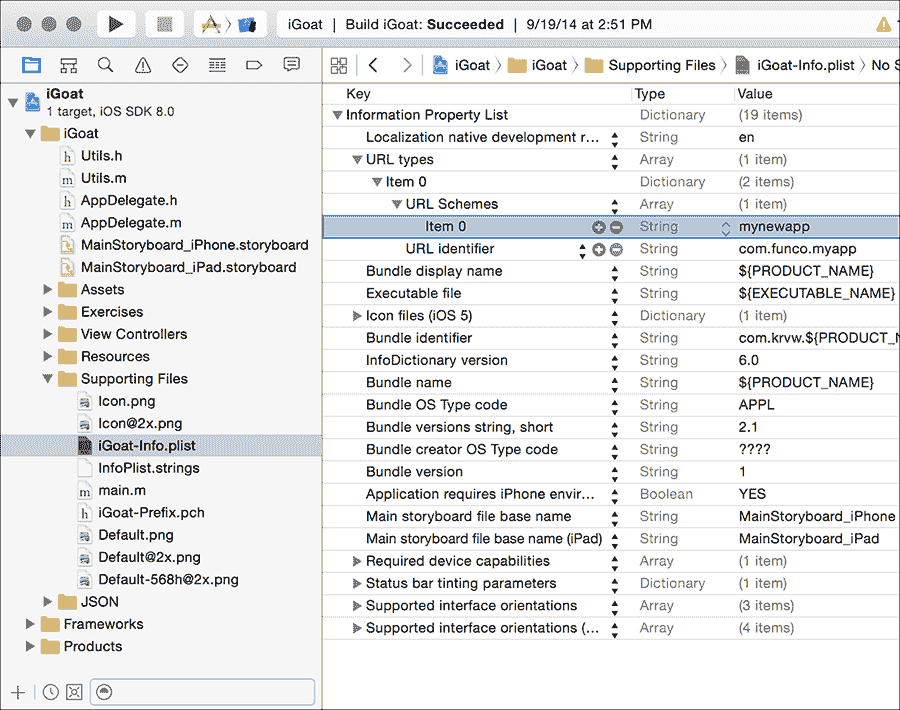 iGoat | Build iGoat: Succeeded | 9/19/14 at 2:51 PM
iGoat
1 target, iOS SDK 8.0
iGoat
Utils.h
Utils.m
AppDelegate.h
AppDelegate.m
MainStoryboard_iPhone.storyboard
MainStoryboard_iPad.storyboard
Assets
Exercises
View Controllers
Resources
Supporting Files
Icon.png
Icon@2x.png
iGoat-Info.plist
InfoPlist.strings
main.m
iGoat-Prefix.pch
Default.png
Default@2x.png
Default-568h@2x.png
JSON
Frameworks
Products
iGoat iGoat Supporting Files iGoat-Info.plist No S
Key Type Value
Information Property List Dictionary (19 items)
Localization native development r... String en
URL types Array (1 item)
Item 0 Dictionary (2 items)
URL Schemes Array (1 item)
Item 0 String mynewapp
URL identifier String com.funco.myapp
Bundle display name String ${PRODUCT_NAME}
Executable file String ${EXECUTABLE_NAME}
Icon files (iOS 5) Dictionary (1 item)
Bundle identifier String com.krvw.${PRODUCT_N
InfoDictionary version String 6.0
Bundle name String ${PRODUCT_NAME}
Bundle OS Type code String APPL
Bundle versions string, short String 2.1
Bundle creator OS Type code String ????
Bundle version String 1
Application requires iPhone envir... Boolean YES
Main storyboard file base name String MainStoryboard_iPhone
Main storyboard file base name (iPad) String MainStoryboard_iPad
Required device capabilities Array (1 item)
Status bar tinting parameters Dictionary (1 item)
Supported interface orientations Array (3 items)
Supported interface orientations (... Array (4 items)